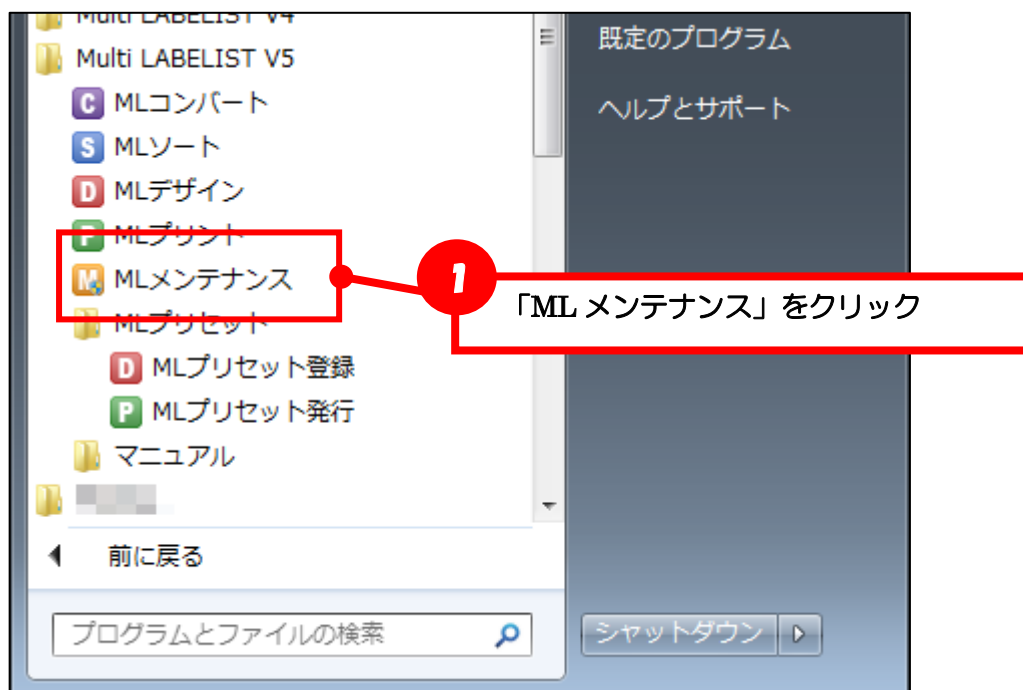 Multi LABELIST V4
Multi LABELIST V5
C MLコンバート
S MLソート
D MLデザイン
P MLプリント
M MLメンテナンス
MLプリセット
D MLプリセット登録
P MLプリセット発行
マニュアル
前に戻る
プログラムとファイルの検索
既定のプログラム
ヘルプとサポート
1
「ML メンテナンス」をクリック
シャットダウン